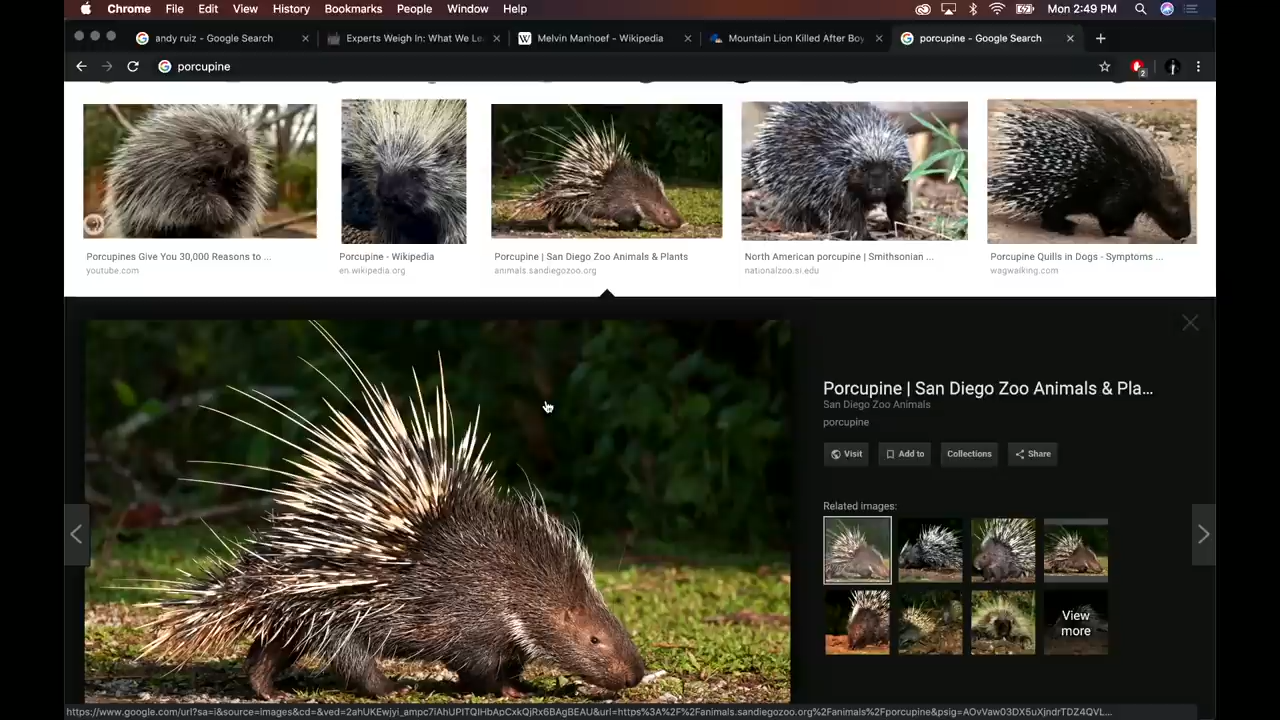 Chrome File Edit View History Bookmarks People Window Help Mon 2:49 PM
andy ruiz - Google Search Experts Weigh In: What We Le Melvin Manhoef - Wikipedia Mountain Lion Killed After Boy porcupine - Google Search
porcupine
2
Porcupines Give You 30,000 Reasons to ... Porcupine - Wikipedia Porcupine | San Diego Zoo Animals & Plants North American porcupine | Smithsonian ... Porcupine Quills in Dogs - Symptoms ...
youtube.com en.wikipedia.org animals.sandiegozoo.org nationalzoo.si.edu wagwalking.com
Porcupine | San Diego Zoo Animals & Pla...
San Diego Zoo Animals
porcupine
Visit Add to Collections Share
Related images:
View
more